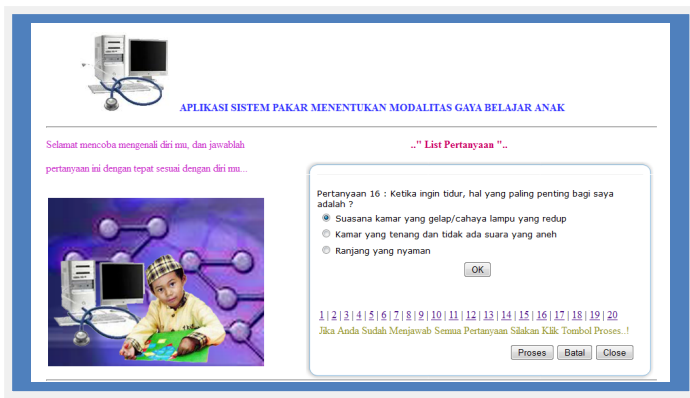 APLIKASI SISTEM PAKAR MENENTUKAN MODALITAS GAYA BELAJAR ANAK
Selamat mencoba mengenali diri mu, dan jawablah
pertanyaan ini dengan tepat sesuai dengan diri mu...
.." List Pertanyaan "..
Pertanyaan 16 : Ketika ingin tidur, hal yang paling penting bagi saya
adalah ?
Suasana kamar yang gelap/cahaya lampu yang redup
Kamar yang tenang dan tidak ada suara yang aneh
Ranjang yang nyaman
OK
1 | 2 | 3 | 4 | 5 | 6 | 7 | 8 | 9 | 10 | 11 | 12 | 13 | 14 | 15 | 16 | 17 | 18 | 19 | 20
Jika Anda Sudah Menjawab Semua Pertanyaan Silakan Klik Tombol Proses..!
Proses Batal Close